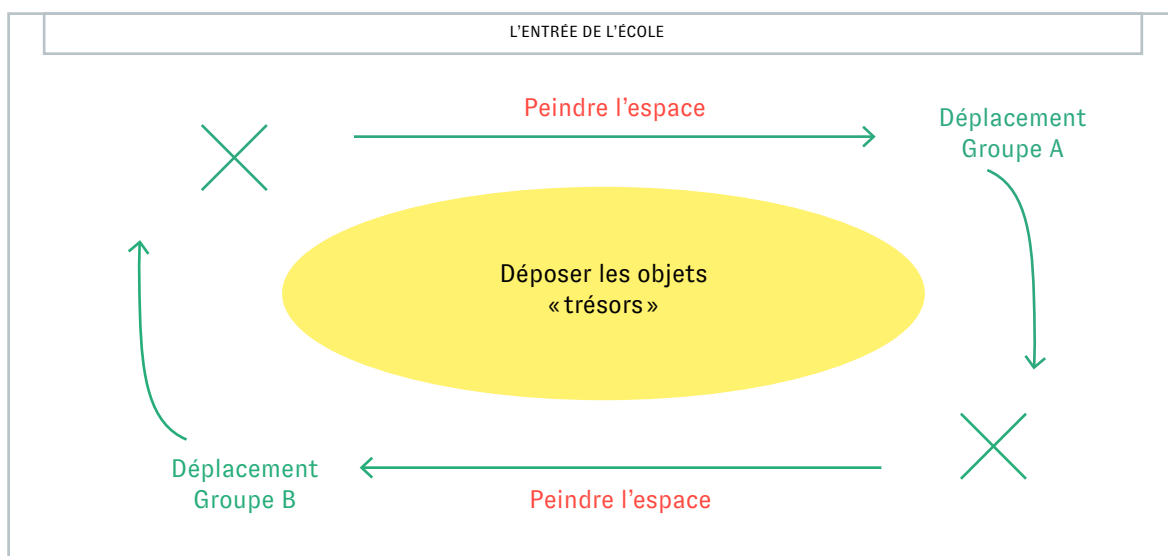 L'ENTRÉE DE L'ÉCOLE
Peindre l'espace
Déplacement
Groupe A
Déposer les objets
« trésors »
Déplacement
Groupe B
Peindre l'espace